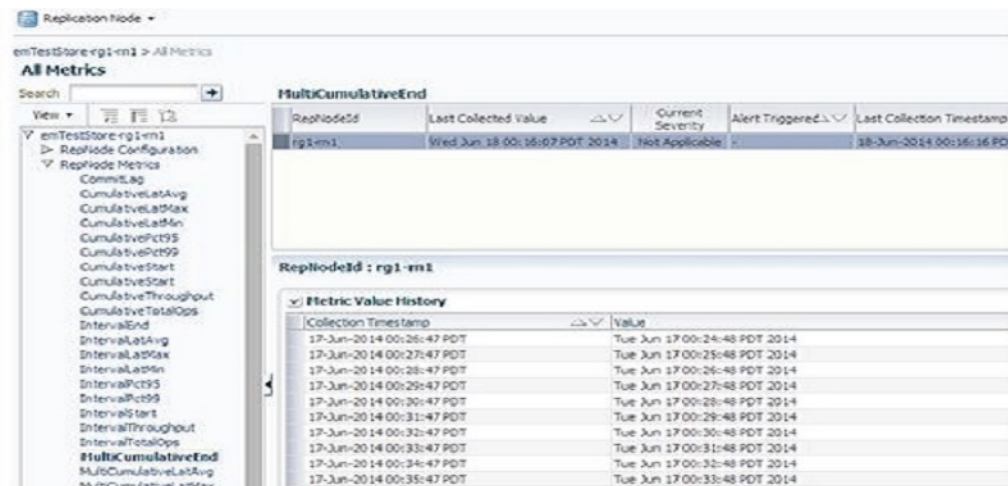 Replication Node
emTestStore-rg1-rn1 > All Metrics
All Metrics
Search
View
emTestStore-rg1-rn1
RepNode Configuration
RepNode Metrics
CommitLag
CumulativeLatAvg
CumulativeLatMax
CumulativeLatMin
CumulativePct95
CumulativePct99
CumulativeStart
CumulativeStart
CumulativeThroughput
CumulativeTotalOps
IntervalEnd
IntervalLatAvg
IntervalLatMax
IntervalLatMin
IntervalPct95
IntervalPct99
IntervalStart
IntervalThroughput
IntervalTotalOps
MultiCumulativeEnd
MultiCumulativeLatAvg
MultiCumulativeLatMax
MultiCumulativeEnd
RepNodeId Last Collected Value Current Severity Alert Triggered Last Collection Timestamp
rg1-rn1 Wed Jun 18 00:16:07 PDT 2014 Not Applicable - 18-Jun-2014 00:16:16 PD
RepNodeId : rg1-rn1
Metric Value History
Collection Timestamp Value
17-Jun-2014 00:26:47 PDT Tue Jun 17 00:24:48 PDT 2014
17-Jun-2014 00:27:47 PDT Tue Jun 17 00:25:48 PDT 2014
17-Jun-2014 00:28:47 PDT Tue Jun 17 00:26:48 PDT 2014
17-Jun-2014 00:29:47 PDT Tue Jun 17 00:27:48 PDT 2014
17-Jun-2014 00:30:47 PDT Tue Jun 17 00:28:48 PDT 2014
17-Jun-2014 00:31:47 PDT Tue Jun 17 00:29:48 PDT 2014
17-Jun-2014 00:32:47 PDT Tue Jun 17 00:30:48 PDT 2014
17-Jun-2014 00:33:47 PDT Tue Jun 17 00:31:48 PDT 2014
17-Jun-2014 00:34:47 PDT Tue Jun 17 00:32:48 PDT 2014
17-Jun-2014 00:35:47 PDT Tue Jun 17 00:33:48 PDT 2014